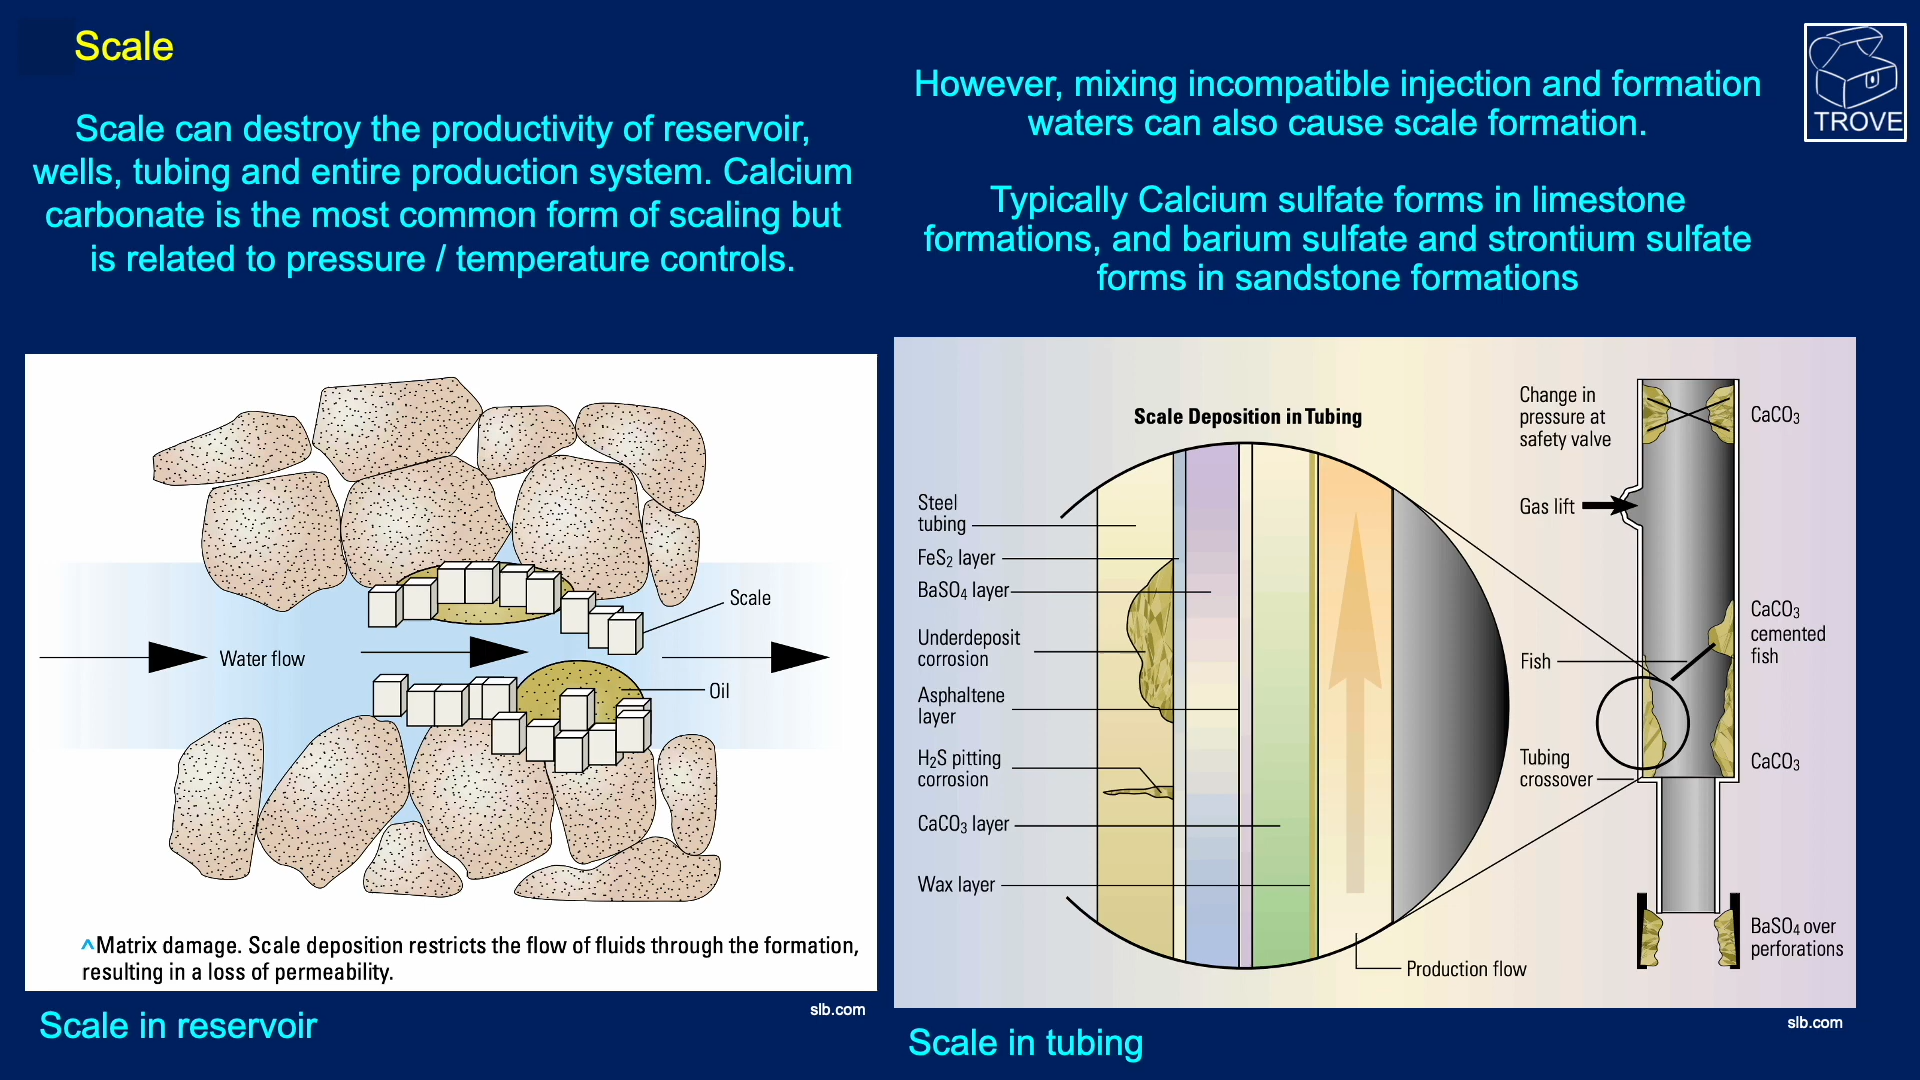 Scale
Scale can destroy the productivity of reservoir,
wells, tubing and entire production system. Calcium
carbonate is the most common form of scaling but
is related to pressure / temperature controls.
However, mixing incompatible injection and formation
waters can also cause scale formation.
Typically Calcium sulfate forms in limestone
formations, and barium sulfate and strontium sulfate
forms in sandstone formations
TROVE
Scale
Water flow
Oil
^Matrix damage. Scale deposition restricts the flow of fluids through the formation,
resulting in a loss of permeability.
slb.com
Scale in reservoir
Scale Deposition in Tubing
Steel
tubing
FeS₂ layer
BaSO₄ layer
Underdeposit
corrosion
Asphaltene
layer
H₂S pitting
corrosion
CaCO₃ layer
Wax layer
Production flow
Change in
pressure at
safety valve
CaCO₃
Gas lift
CaCO₃
cemented
fish
Fish
Tubing
crossover
CaCO₃
BaSO₄ over
perforations
slb.com
Scale in tubing